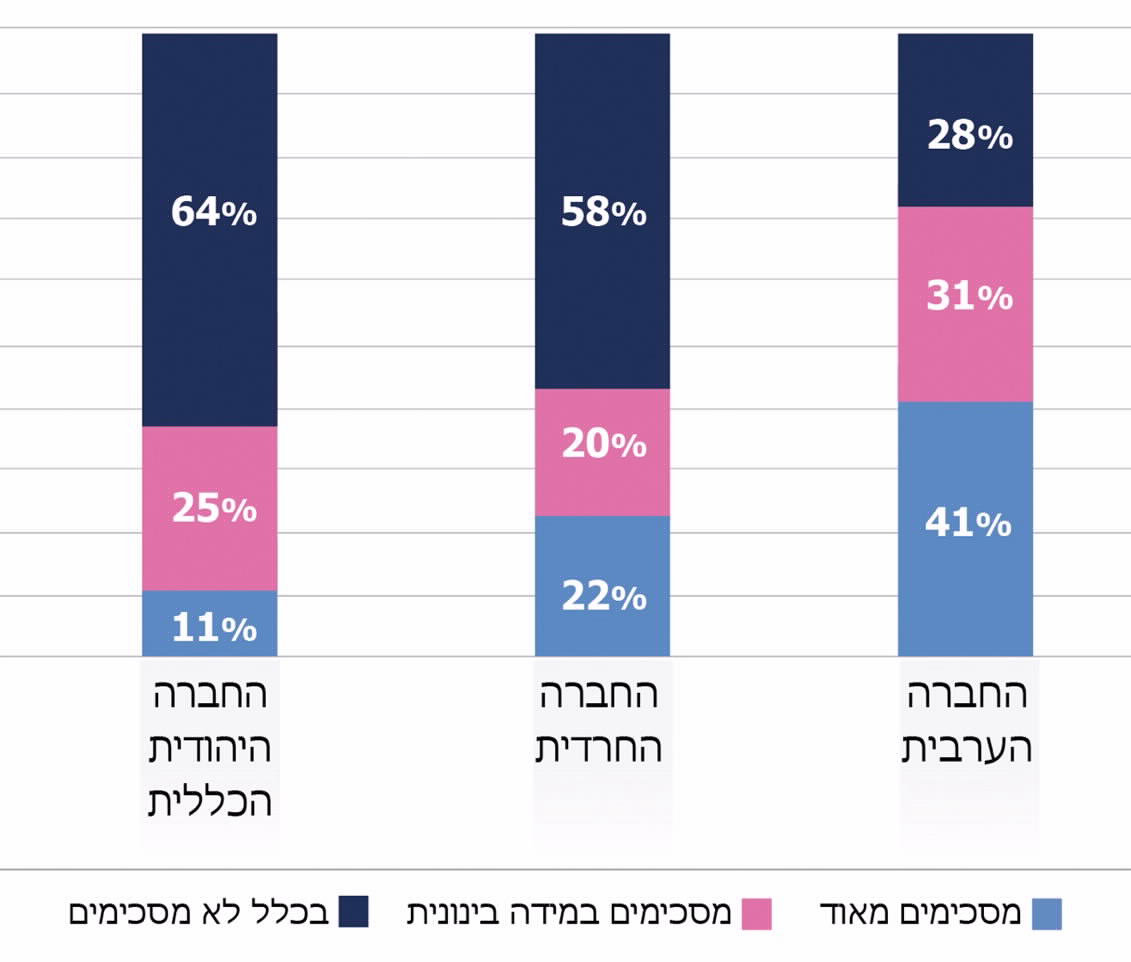 28%
58%
64%
31%
20%
25%
41%
22%
11%
החברה
הערבית
החברה
החרדית
החברה
היהודית
הכללית
מסכימים מאוד
מסכימים במידה בינונית
בכלל לא מסכימים